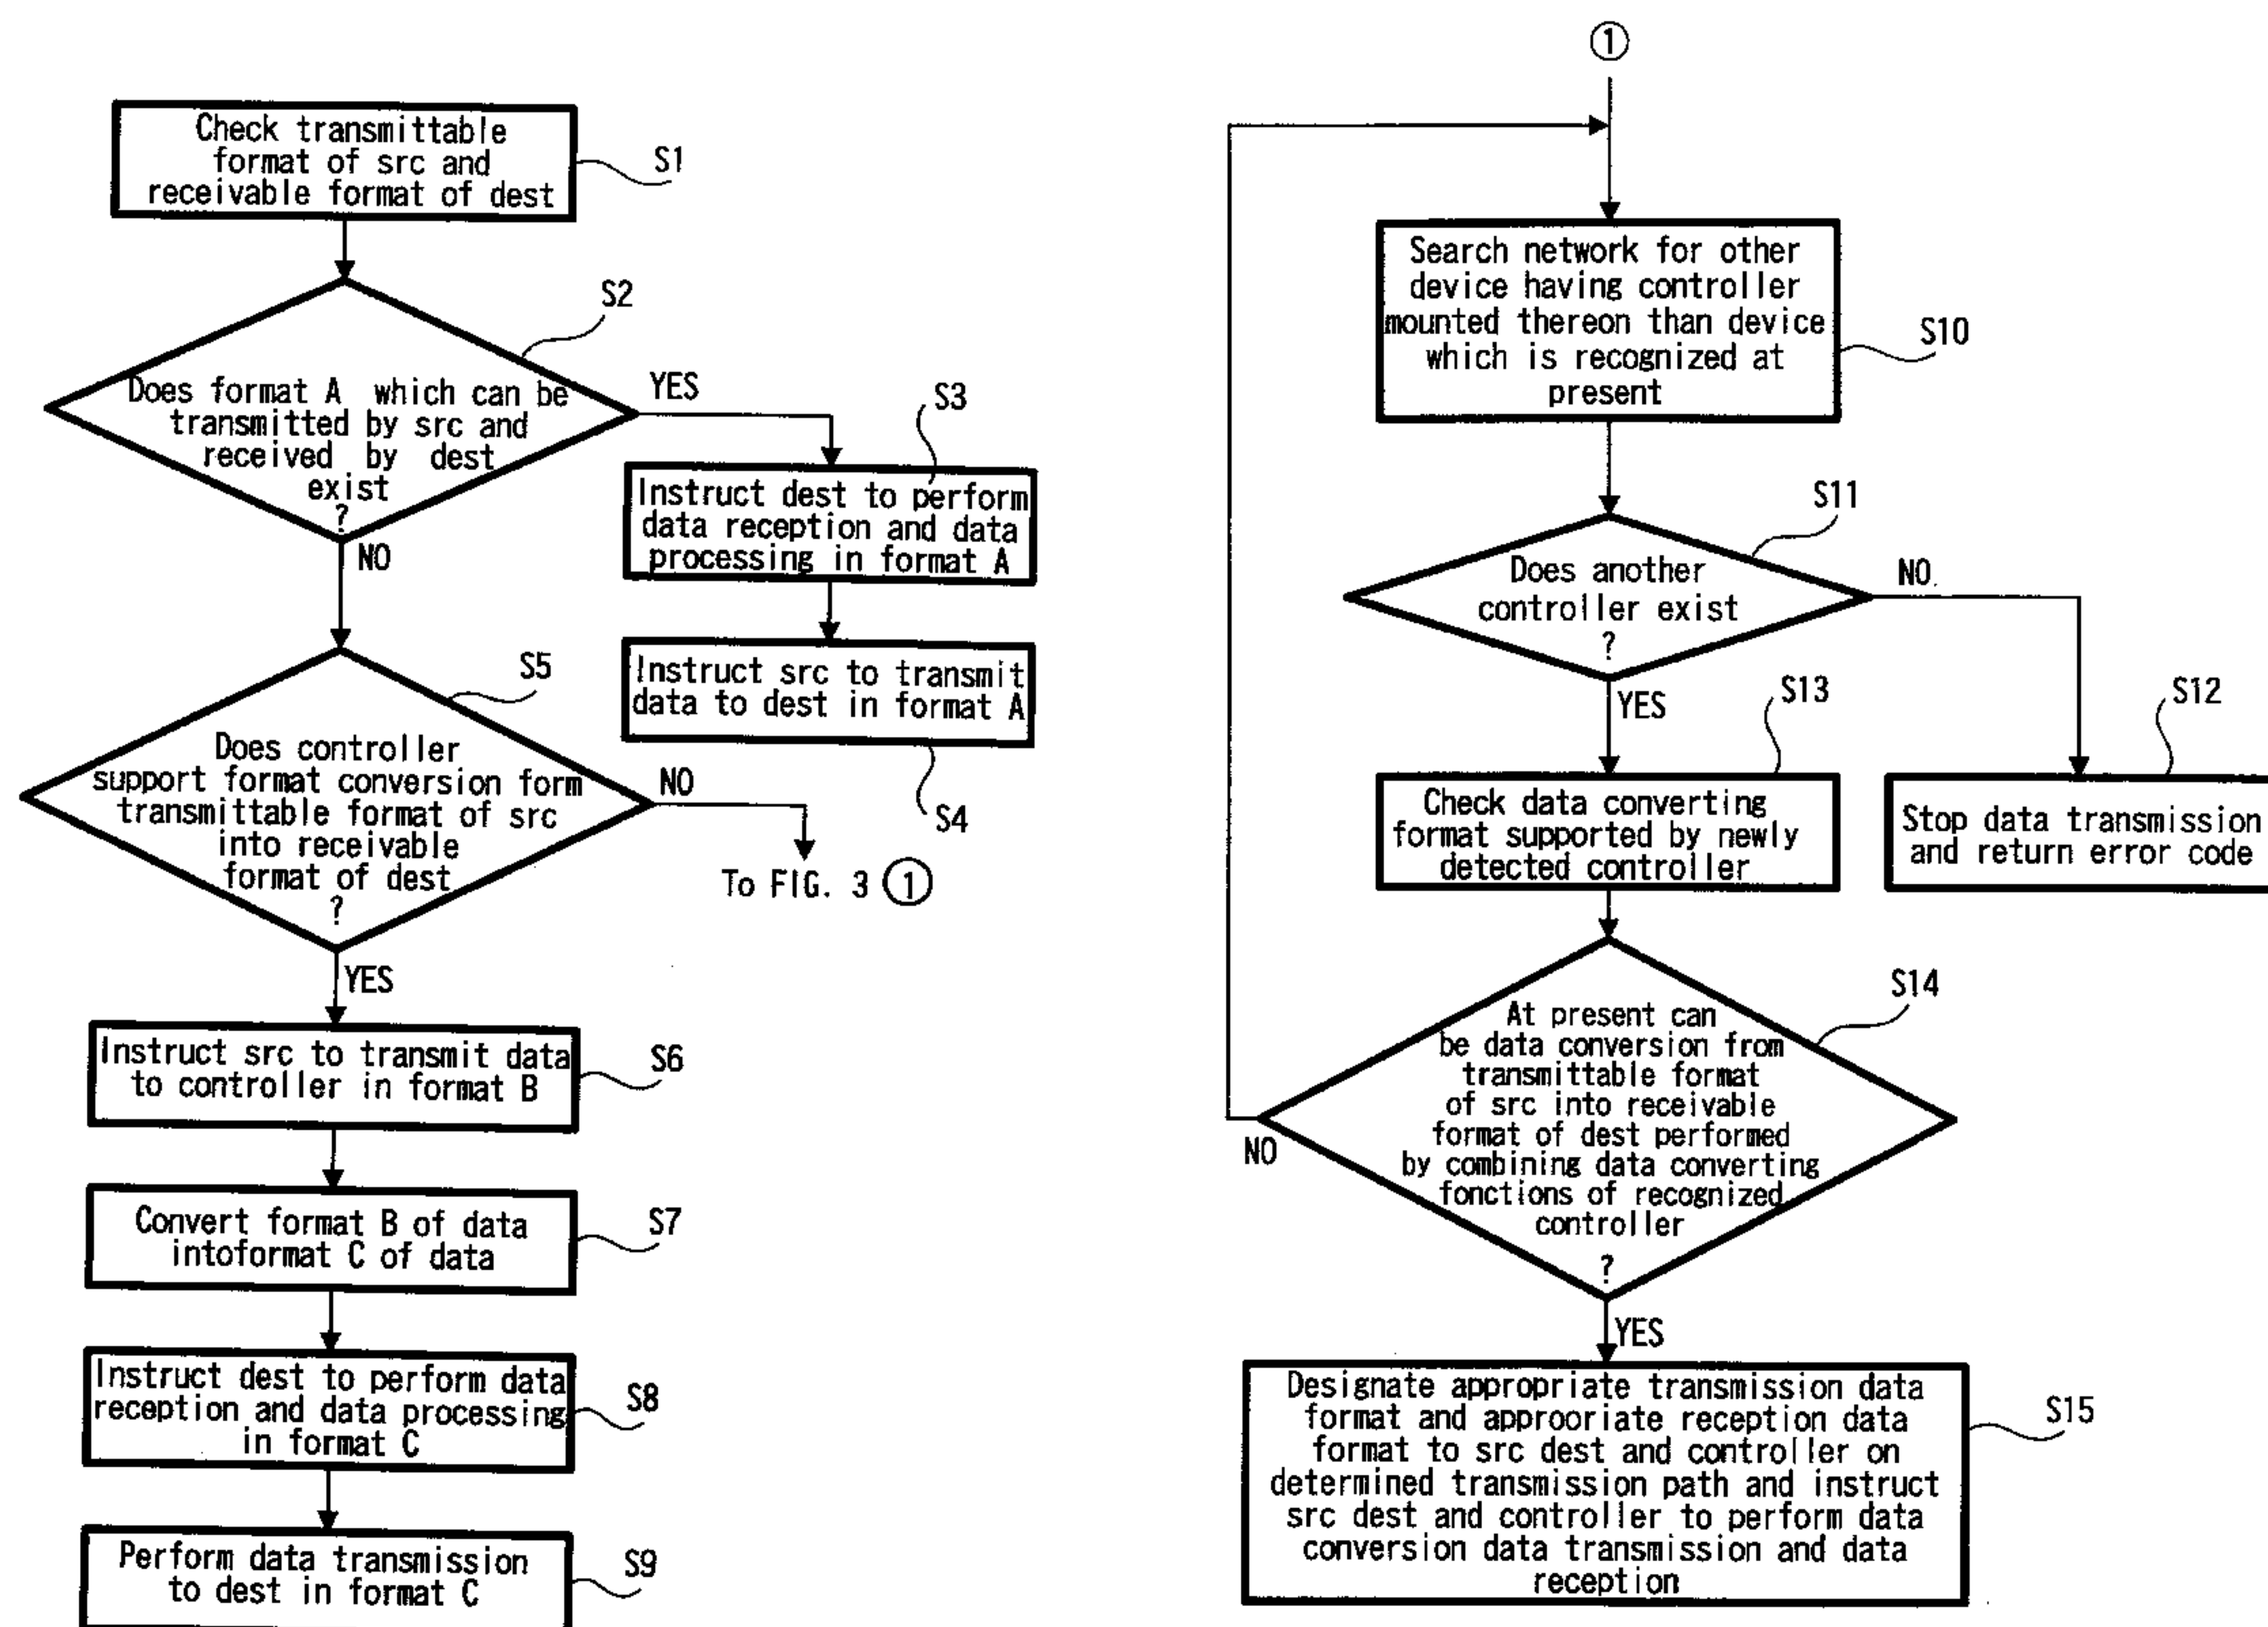 Check transmittable
format of src and
receivable format of dest
S1
S2
Does format A which can be
transmitted by src and
received by dest
exist
?
YES
NO
S3
Instruct dest to perform
data reception and data
processing in format A
Instruct src to transmit
data to dest in format A
S4
S5
Does controller
support format conversion form
transmittable format of src
into receivable
format of dest
?
NO
To FIG. 3 ①
YES
Instruct src to transmit data
to controller in format B
S6
Convert format B of data
intoformat C of data
S7
Instruct dest to perform data
reception and data processing
in format C
S8
Perform data transmission
to dest in format C
S9
①
Search network for other
device having controller
mounted thereon than device
which is recognized at
present
S10
S11
Does another
controller exist
?
NO
YES
S13
S12
Check data converting
format supported by newly
detected controller
Stop data transmission
and return error code
S14
At present can
be data conversion from
transmittable format
of src into receivable
format of dest performed
by combining data converting
fonctions of recognized
controller
?
NO
YES
Designate appropriate transmission data
format and approoriate reception data
format to src dest and controller on
determined transmission path and instruct
src dest and controller to perform data
conversion data transmission and data
reception
S15